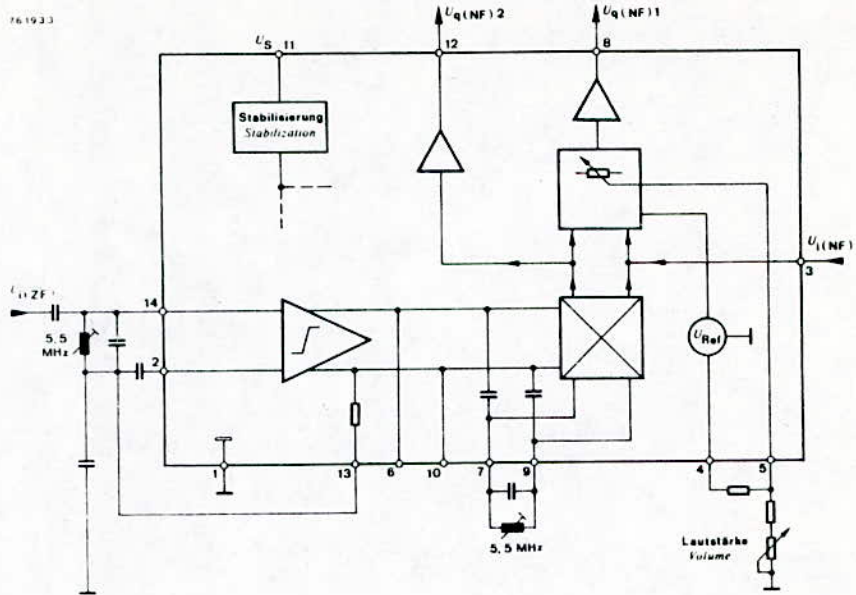 761933
U_q(NF) 2
U_q(NF) 1
U_S 11
12
8
Stabilisierung
Stabilization
U_i(NF)
3
U_i(ZF)
14
5,5
MHz
2
U_Ref
1
13
6
10
7
9
4
5
5,5 MHz
Lautstärke
Volume